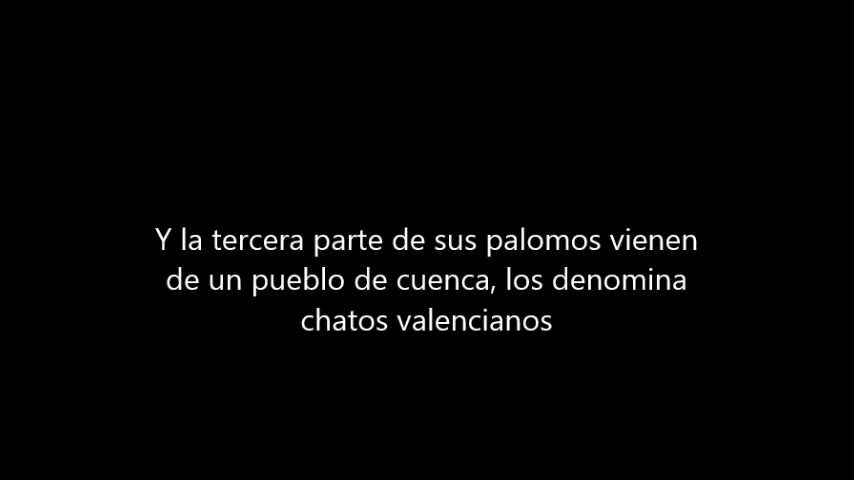 Y la tercera parte de sus palomos vienen
de un pueblo de cuenca, los denomina
chatos valencianos